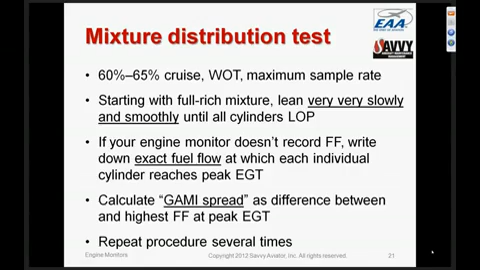 EAA
Mixture distribution test
SAVVY
• 60%–65% cruise, WOT, maximum sample rate
• Starting with full-rich mixture, lean very very slowly
and smoothly until all cylinders LOP
• If your engine monitor doesn't record FF, write
down exact fuel flow at which each individual
cylinder reaches peak EGT
• Calculate "GAMI spread" as difference between
and highest FF at peak EGT
• Repeat procedure several times
Engine Monitors
Copyright 2012 Savvy Aviator, Inc. All rights reserved.
21